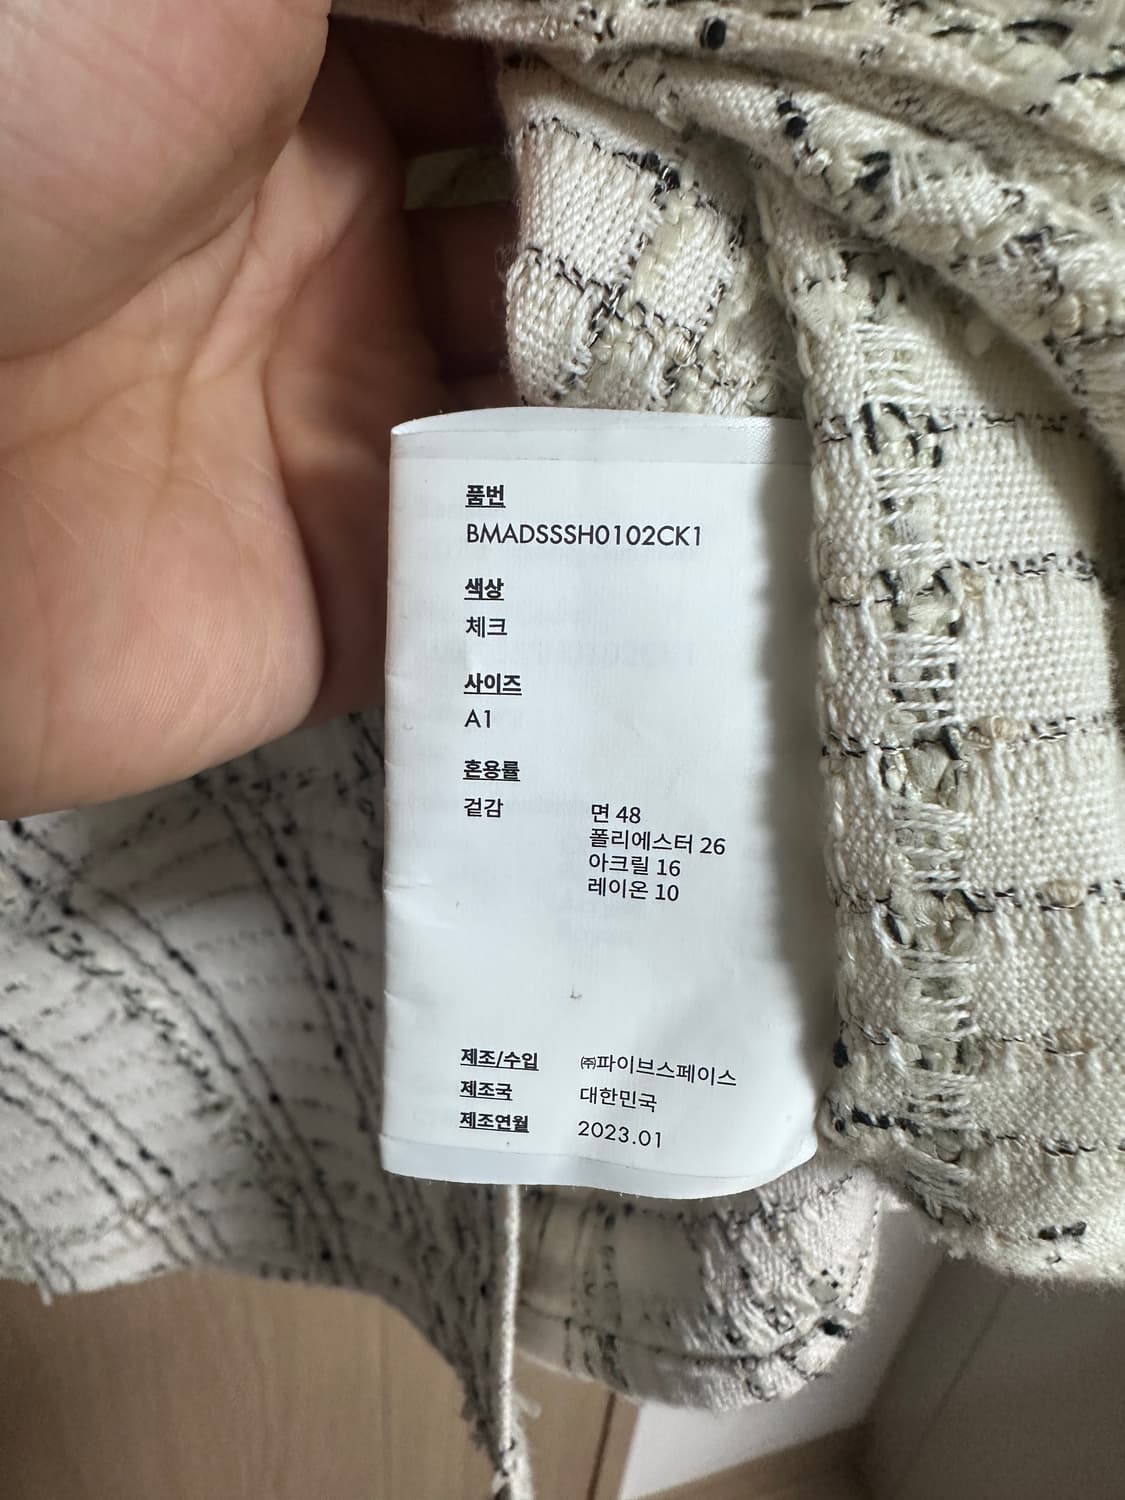 품번
BMADSSSH0102CK1
색상
체크
사이즈
A1
혼용률
겉감 면 48
폴리에스터 26
아크릴 16
레이온 10
제조/수입 ㈜파이브스페이스
제조국 대한민국
제조연월 2023.01